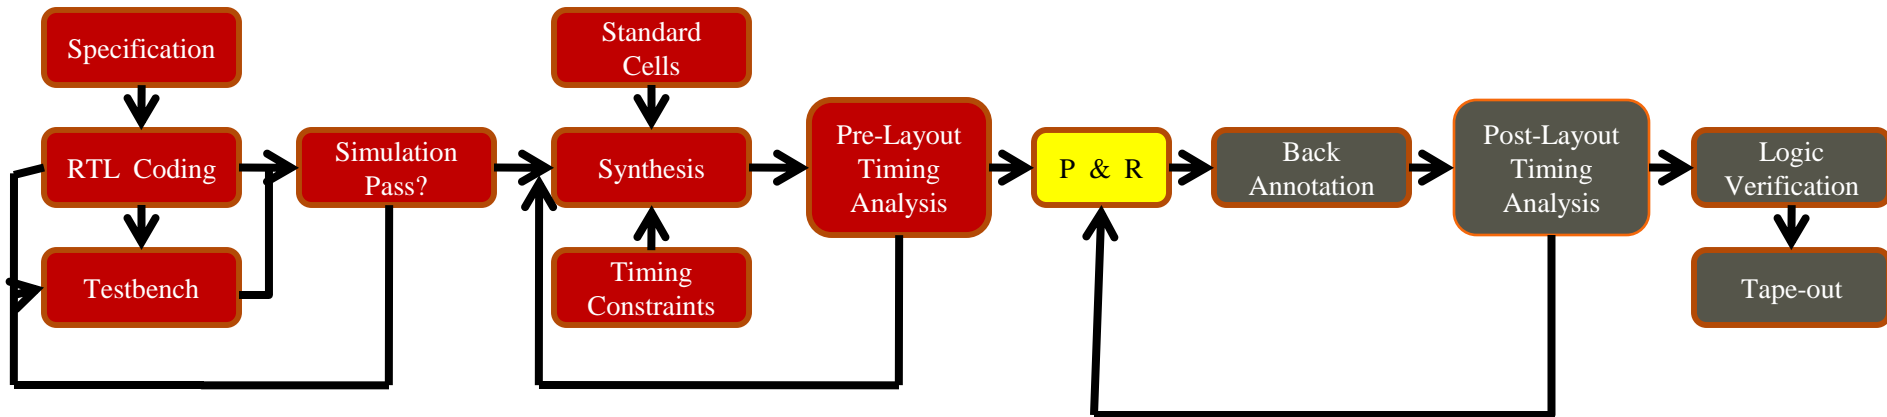 Specification
RTL Coding
Testbench
Simulation
Pass?
Standard
Cells
Synthesis
Timing
Constraints
Pre-Layout
Timing
Analysis
P & R
Back
Annotation
Post-Layout
Timing
Analysis
Logic
Verification
Tape-out